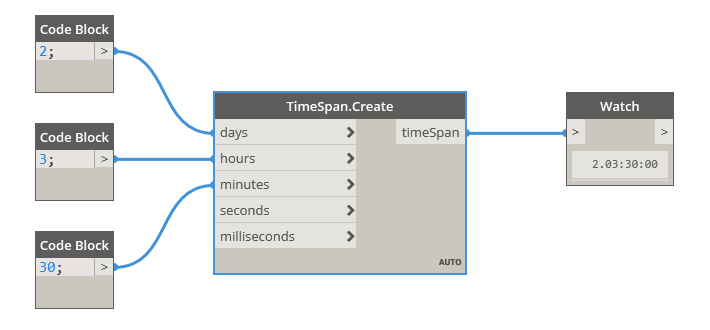 Code Block
2; >
Code Block
3; >
Code Block
30; >
TimeSpan.Create
days > timeSpan
hours >
minutes >
seconds >
milliseconds >
AUTO
Watch
> >
2.03:30:00